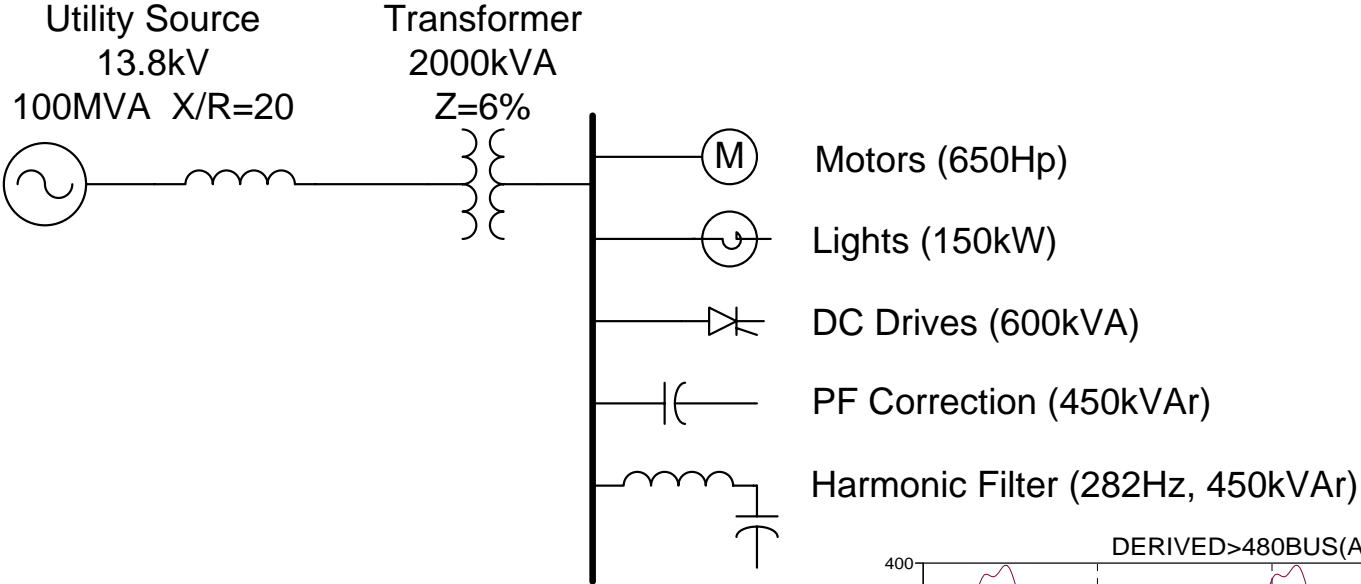 Utility Source
13.8kV
100MVA X/R=20
Transformer
2000kVA
Z=6%
M
Motors (650Hp)
Lights (150kW)
DC Drives (600kVA)
PF Correction (450kVAr)
Harmonic Filter (282Hz, 450kVAr)
DERIVED>480BUS(A
400